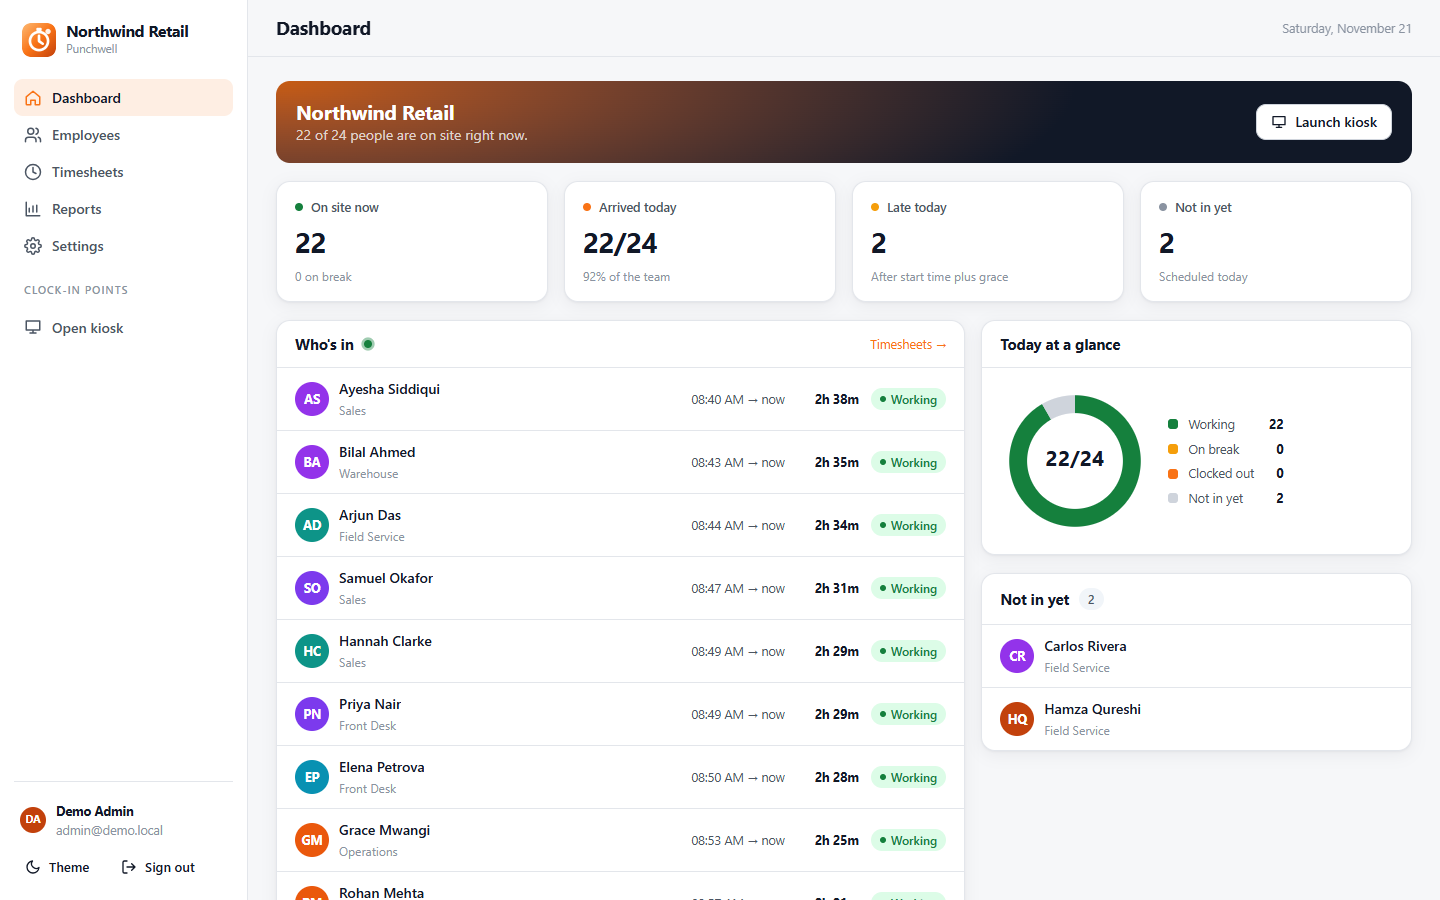 Northwind Retail
Punchwell
Dashboard
Employees
Timesheets
Reports
Settings
CLOCK-IN POINTS
Open kiosk
DA
Demo Admin
admin@demo.local
Theme
Sign out
Dashboard
Saturday, November 21
Northwind Retail
22 of 24 people are on site right now.
Launch kiosk
On site now
22
0 on break
Arrived today
22/24
92% of the team
Late today
2
After start time plus grace
Not in yet
2
Scheduled today
Who's in
Timesheets →
AS
Ayesha Siddiqui
Sales
08:40 AM → now
2h 38m
Working
BA
Bilal Ahmed
Warehouse
08:43 AM → now
2h 35m
Working
AD
Arjun Das
Field Service
08:44 AM → now
2h 34m
Working
SO
Samuel Okafor
Sales
08:47 AM → now
2h 31m
Working
HC
Hannah Clarke
Sales
08:49 AM → now
2h 29m
Working
PN
Priya Nair
Front Desk
08:49 AM → now
2h 29m
Working
EP
Elena Petrova
Front Desk
08:50 AM → now
2h 28m
Working
GM
Grace Mwangi
Operations
08:53 AM → now
2h 25m
Working
Rohan Mehta
Today at a glance
22/24
Working 22
On break 0
Clocked out 0
Not in yet 2
Not in yet 2
CR
Carlos Rivera
Field Service
HQ
Hamza Qureshi
Field Service